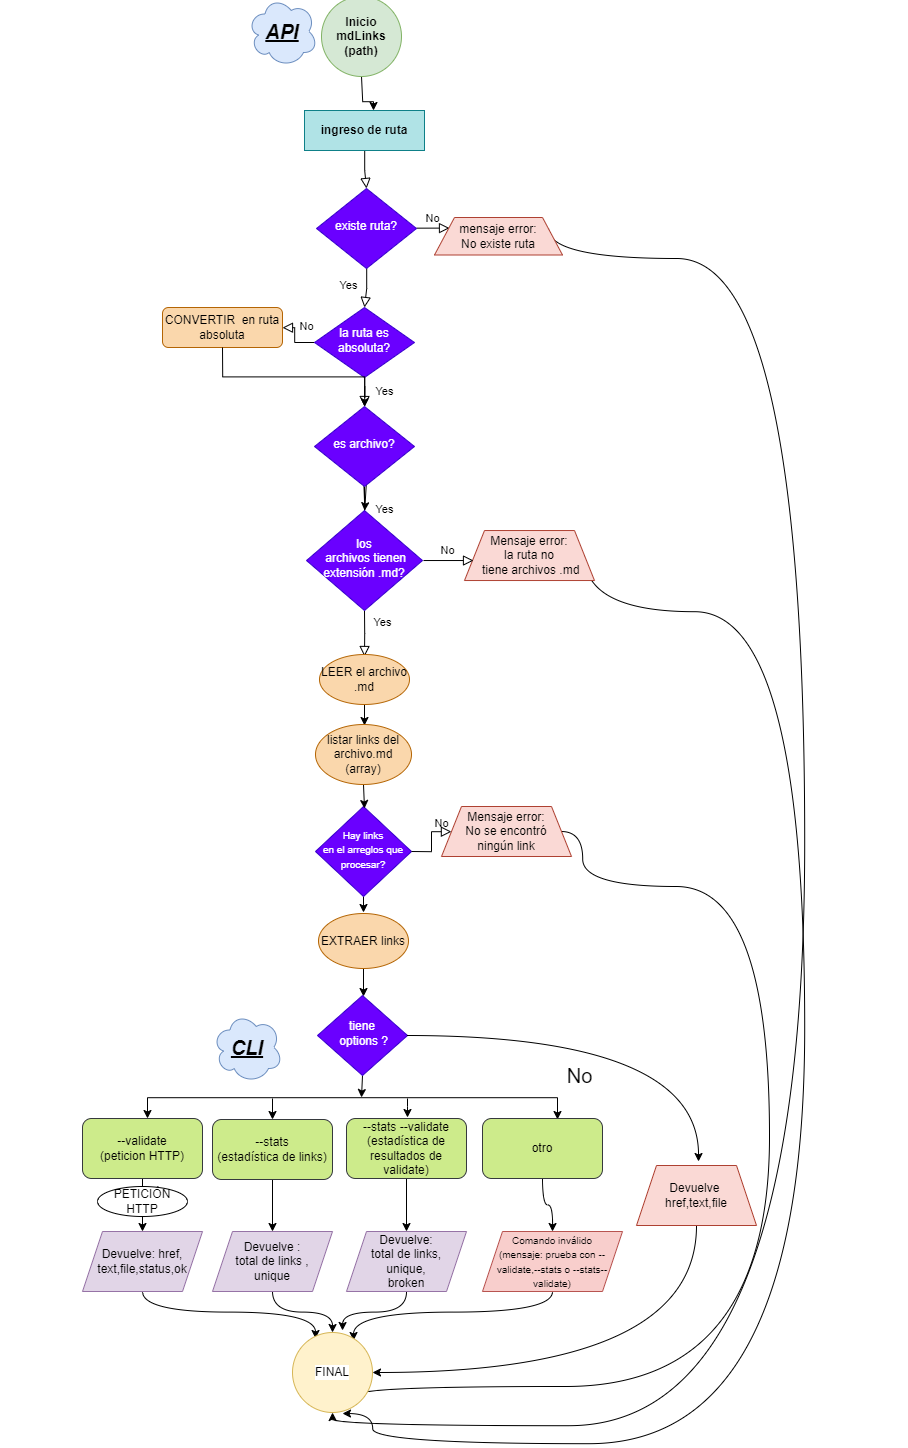 API
Inicio
mdLinks
(path)
ingreso de ruta
existe ruta?
No
mensaje error:
No existe ruta
Yes
CONVERTIR en ruta
absoluta
No
la ruta es
absoluta?
Yes
es archivo?
Yes
los
archivos tienen
extensión .md?
No
Mensaje error:
la ruta no
tiene archivos .md
Yes
LEER el archivo
.md
listar links del
archivo.md
(array)
Hay links
en el arreglos que
procesar?
No
Mensaje error:
No se encontró
ningún link
EXTRAER links
tiene
options ?
CLI
No
--validate
(peticion HTTP)
--stats
(estadística de links)
--stats --validate
(estadística de
resultados de
validate)
otro
PETICIÓN
HTTP
Devuelve
href,text,file
Devuelve: href,
text,file,status,ok
Devuelve :
total de links ,
unique
Devuelve:
total de links,
unique,
broken
Comando inválido
(mensaje: prueba con --
validate,--stats o --stats--
validate)
FINAL